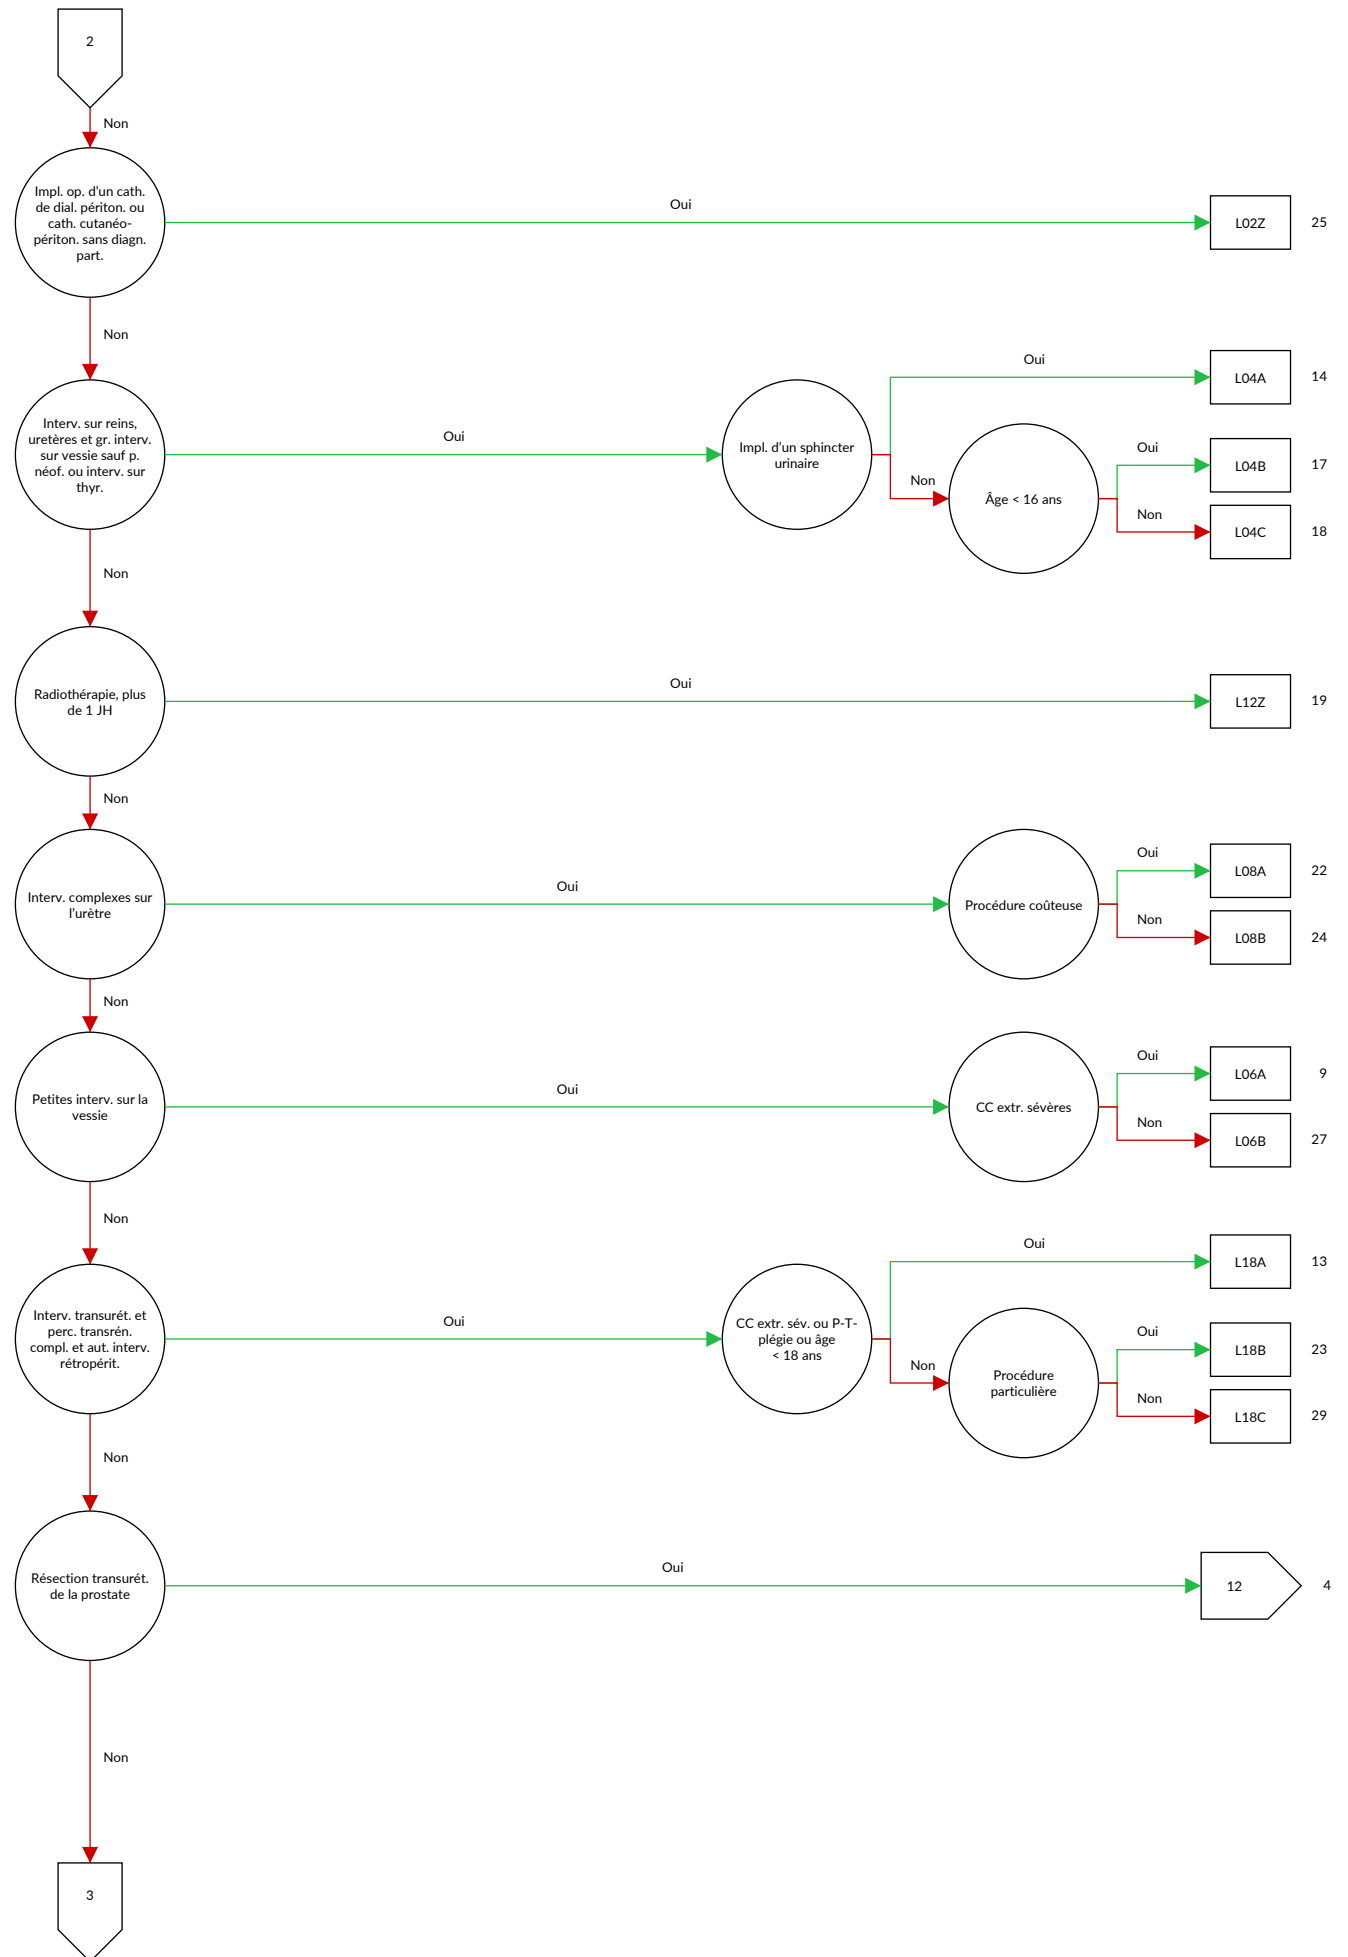 2
Non
Impl. op. d'un cath.
de dial. périton. ou
cath. cutanéo-
périton. sans diagn.
part.
Oui
L02Z
25
Non
Interv. sur reins,
uretères et gr. interv.
sur vessie sauf p.
néof. ou interv. sur
thyr.
Oui
Impl. d'un sphincter
urinaire
Oui
L04A
14
Non
Âge < 16 ans
Oui
L04B
17
Non
L04C
18
Non
Radiothérapie, plus
de 1 JH
Oui
L12Z
19
Non
Interv. complexes sur
l'urètre
Oui
Procédure coûteuse
Oui
L08A
22
Non
L08B
24
Non
Petites interv. sur la
vessie
Oui
CC extr. sévères
Oui
L06A
9
Non
L06B
27
Non
Interv. transurét. et
perc. transrén.
compl. et aut. interv.
rétropérit.
Oui
CC extr. sév. ou P-T-
plégie ou âge
< 18 ans
Oui
L18A
13
Non
Procédure
particulière
Oui
L18B
23
Non
L18C
29
Non
Résection transurét.
de la prostate
Oui
12
4
Non
3